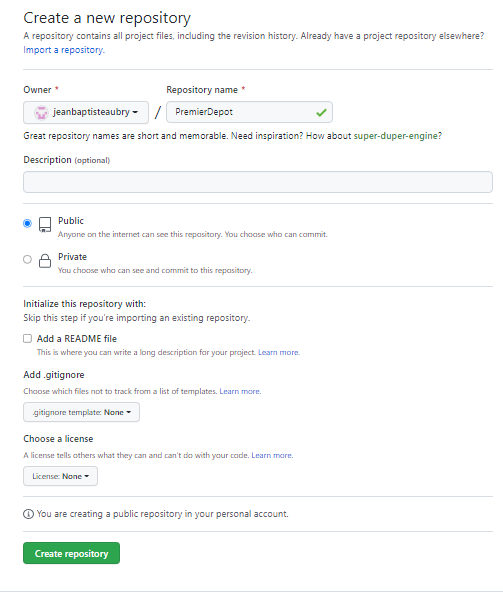 Create a new repository
A repository contains all project files, including the revision history. Already have a project repository elsewhere?
Import a repository.
Owner *
Repository name *
jeanbaptisteaubry
/
PremierDepot
Great repository names are short and memorable. Need inspiration? How about super-duper-engine?
Description (optional)
Public
Anyone on the internet can see this repository. You choose who can commit.
Private
You choose who can see and commit to this repository.
Initialize this repository with:
Skip this step if you're importing an existing repository.
Add a README file
This is where you can write a long description for your project. Learn more.
Add .gitignore
Choose which files not to track from a list of templates. Learn more.
.gitignore template: None
Choose a license
A license tells others what they can and can't do with your code. Learn more.
License: None
You are creating a public repository in your personal account.
Create repository